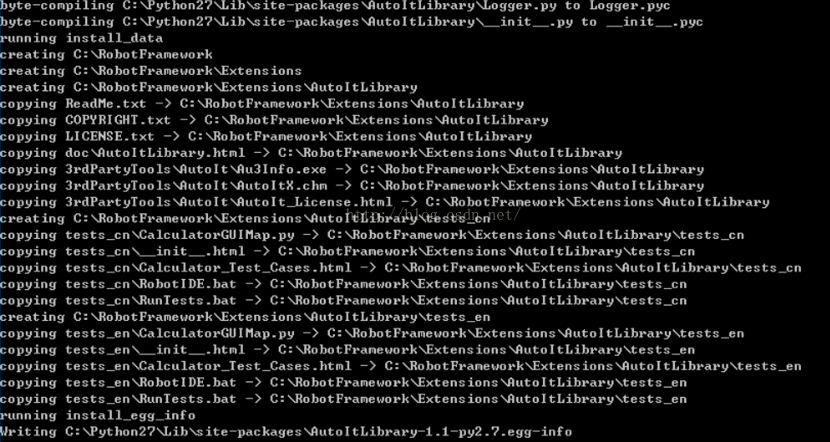 byte-compiling C:\Python27\Lib\site-packages\AutoItLibrary\Logger.py to Logger.pyc
byte-compiling C:\Python27\Lib\site-packages\AutoItLibrary\__init__.py to __init__.pyc
running install_data
creating C:\RobotFramework
creating C:\RobotFramework\Extensions
creating C:\RobotFramework\Extensions\AutoItLibrary
copying ReadMe.txt -> C:\RobotFramework\Extensions\AutoItLibrary
copying COPYRIGHT.txt -> C:\RobotFramework\Extensions\AutoItLibrary
copying LICENSE.txt -> C:\RobotFramework\Extensions\AutoItLibrary
copying doc\AutoItLibrary.html -> C:\RobotFramework\Extensions\AutoItLibrary
copying 3rdPartyTools\AutoIt\Au3Info.exe -> C:\RobotFramework\Extensions\AutoItLibrary
copying 3rdPartyTools\AutoIt\AutoItX.chm -> C:\RobotFramework\Extensions\AutoItLibrary
copying 3rdPartyTools\AutoIt\AutoIt_License.html -> C:\RobotFramework\Extensions\AutoItLibrary
http://blog.csdn.net/
creating C:\RobotFramework\Extensions\AutoItLibrary\tests_cn
copying tests_cn\CalculatorGUIMap.py -> C:\RobotFramework\Extensions\AutoItLibrary\tests_cn
copying tests_cn\__init__.html -> C:\RobotFramework\Extensions\AutoItLibrary\tests_cn
copying tests_cn\Calculator_Test_Cases.html -> C:\RobotFramework\Extensions\AutoItLibrary\tests_cn
copying tests_cn\RobotIDE.bat -> C:\RobotFramework\Extensions\AutoItLibrary\tests_cn
copying tests_cn\RunTests.bat -> C:\RobotFramework\Extensions\AutoItLibrary\tests_cn
creating C:\RobotFramework\Extensions\AutoItLibrary\tests_en
copying tests_en\CalculatorGUIMap.py -> C:\RobotFramework\Extensions\AutoItLibrary\tests_en
copying tests_en\__init__.html -> C:\RobotFramework\Extensions\AutoItLibrary\tests_en
copying tests_en\Calculator_Test_Cases.html -> C:\RobotFramework\Extensions\AutoItLibrary\tests_en
copying tests_en\RobotIDE.bat -> C:\RobotFramework\Extensions\AutoItLibrary\tests_en
copying tests_en\RunTests.bat -> C:\RobotFramework\Extensions\AutoItLibrary\tests_en
running install_egg_info
Writing C:\Python27\Lib\site-packages\AutoItLibrary-1.1-py2.7.egg-info